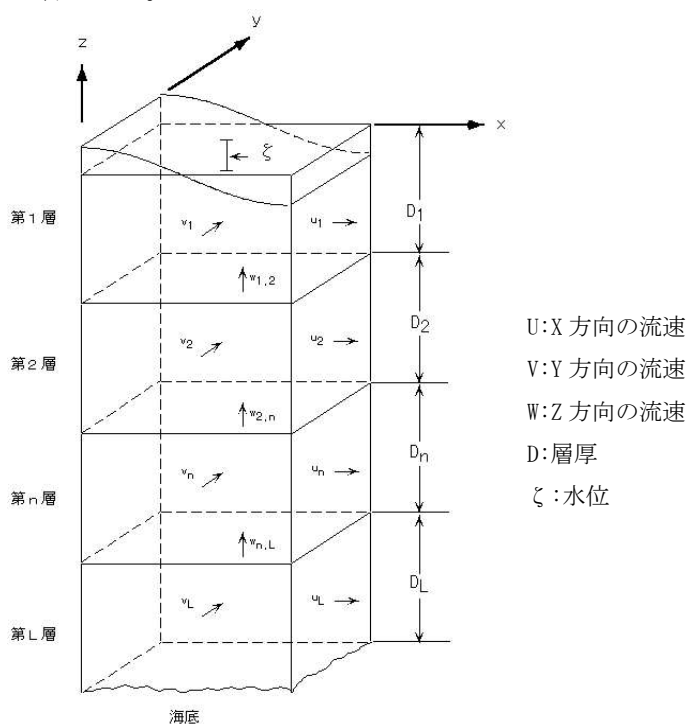 y
z
x
ζ
第1層
v1
u1
D1
w1,2
第2層
v2
u2
D2
w2,n
第n層
vn
un
Dn
wn,L
第L層
vL
uL
DL
海底
U:X 方向の流速
V:Y 方向の流速
W:Z 方向の流速
D:層厚
ζ:水位